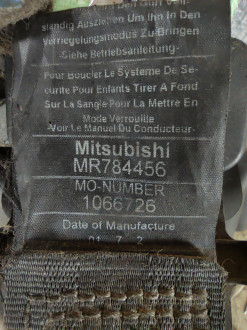 ständig Ausziehen Um Ihn In Den
Verriegelungsmodus Zu Bringen
-Siehe Betriebsanleitung-
Pour Boucler Le Systeme De Se-
curite Pour Enfants Tirer A Fond
Sur La Sangle Pour La Mettre En
Mode Verrouille
-Voir Le Manuel Du Conducteur-
Mitsubishi
MR784456
MO-NUMBER
1066726
Date of Manufacture